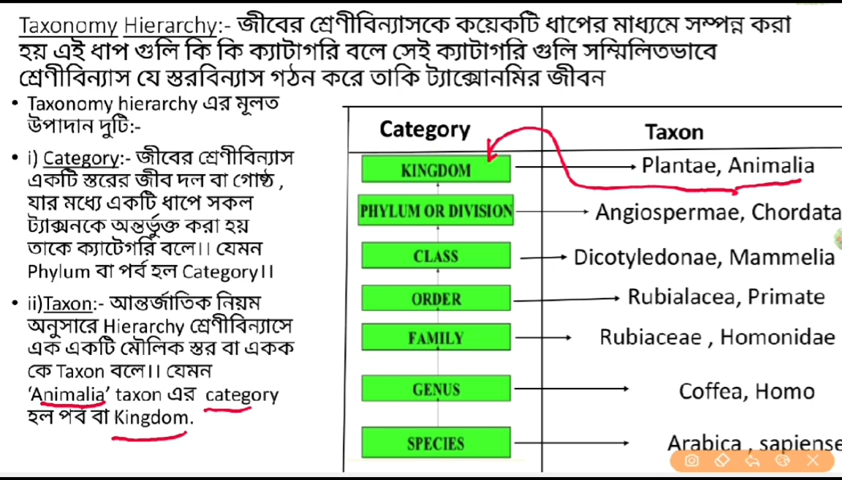 Taxonomy Hierarchy:- জীবের শ্রেণীবিন্যাসকে কয়েকটি ধাপের মাধ্যমে সম্পন্ন করা
হয় এই ধাপ গুলি কি কি ক্যাটাগরি বলে সেই ক্যাটাগরি গুলি সম্মিলিতভাবে
শ্রেণীবিন্যাস যে স্তরবিন্যাস গঠন করে তাকি ট্যাক্সোনমির জীবন
• Taxonomy hierarchy এর মূলত
উপাদান দুটি:-
• i) Category:- জীবের শ্রেণীবিন্যাস
একটি স্তরের জীব দল বা গোষ্ঠ ,
যার মধ্যে একটি ধাপে সকল
ট্যাক্সনকে অন্তর্ভুক্ত করা হয়
তাকে ক্যাটেগরি বলে।। যেমন
Phylum বা পর্ব হল Category।।
• ii)Taxon:- আন্তর্জাতিক নিয়ম
অনুসারে Hierarchy শ্রেণীবিন্যাসে
এক একটি মৌলিক স্তর বা একক
কে Taxon বলে।। যেমন
‘Animalia’ taxon এর category
হল পর্ব বা Kingdom.
Category Taxon
KINGDOM Plantae, Animalia
PHYLUM OR DIVISION Angiospermae, Chordata
CLASS Dicotyledonae, Mammelia
ORDER Rubialacea, Primate
FAMILY Rubiaceae , Homonidae
GENUS Coffea, Homo
SPECIES Arabica , sapiense